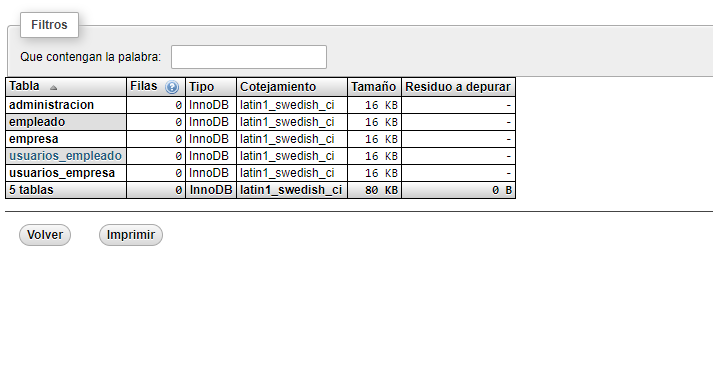 Filtros
Que contengan la palabra:
Tabla Filas Tipo Cotejamiento Tamaño Residuo a depurar
administracion 0 InnoDB latin1_swedish_ci 16 KB -
empleado 0 InnoDB latin1_swedish_ci 16 KB -
empresa 0 InnoDB latin1_swedish_ci 16 KB -
usuarios_empleado 0 InnoDB latin1_swedish_ci 16 KB -
usuarios_empresa 0 InnoDB latin1_swedish_ci 16 KB -
5 tablas 0 InnoDB latin1_swedish_ci 80 KB 0 B
Volver Imprimir